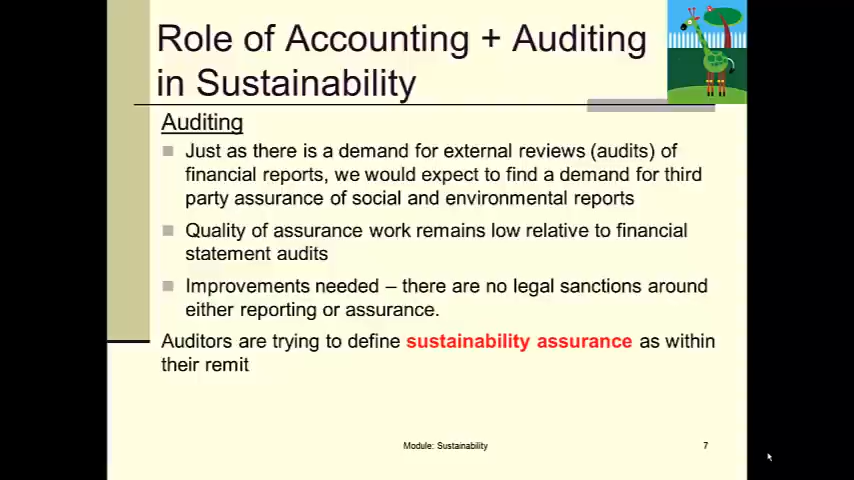 Role of Accounting + Auditing
in Sustainability
Auditing
Just as there is a demand for external reviews (audits) of
financial reports, we would expect to find a demand for third
party assurance of social and environmental reports
Quality of assurance work remains low relative to financial
statement audits
Improvements needed – there are no legal sanctions around
either reporting or assurance.
Auditors are trying to define sustainability assurance as within
their remit
Module: Sustainability
7